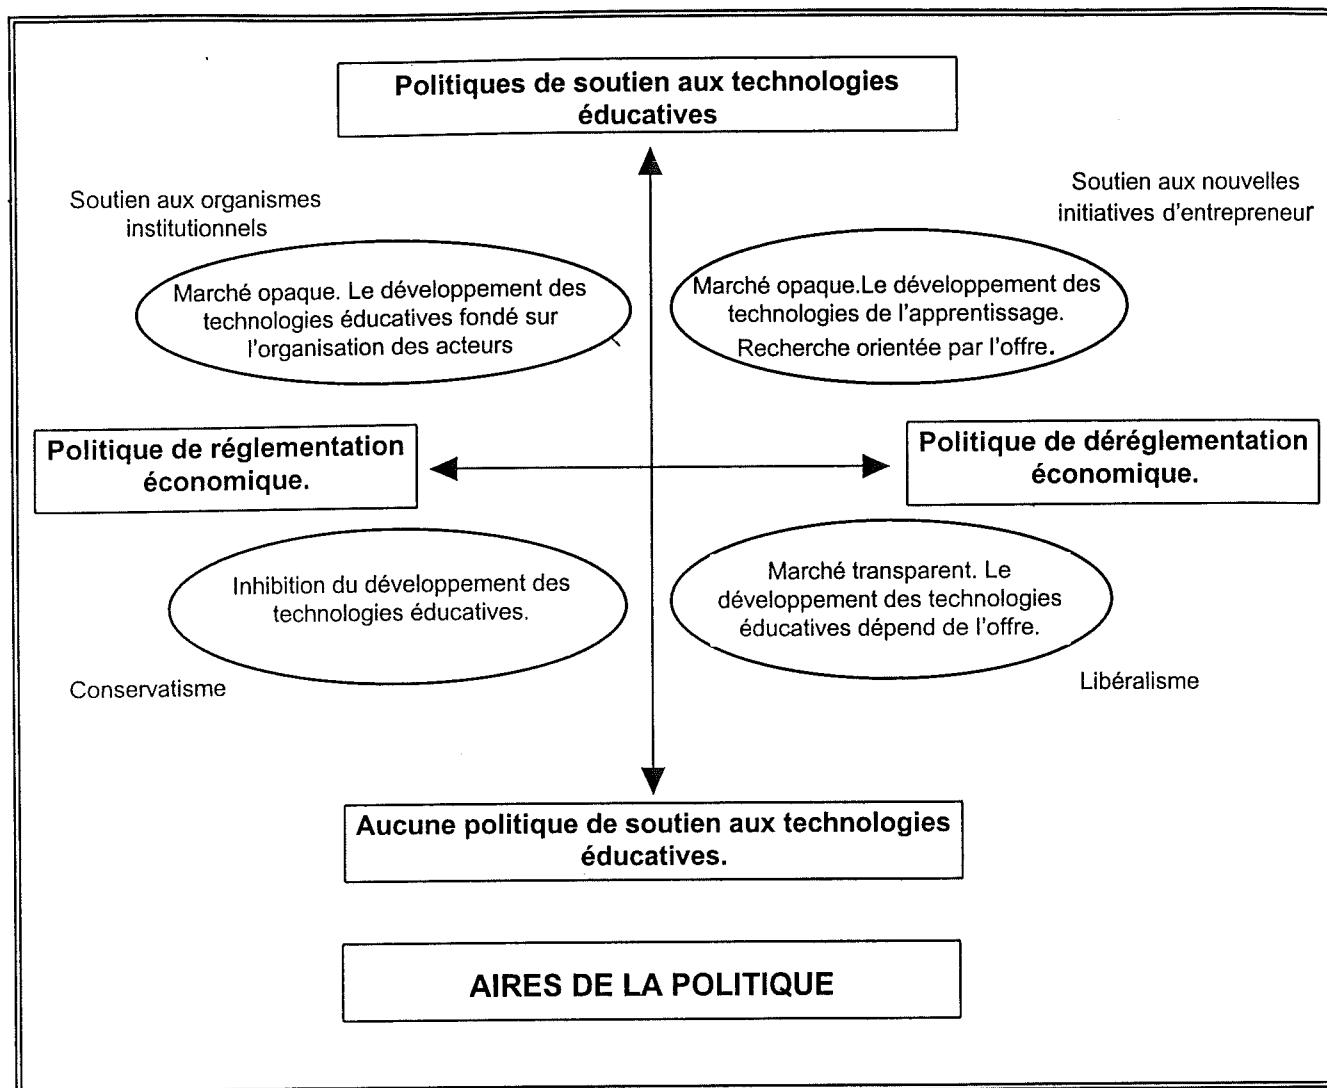 Politiques de soutien aux technologies
éducatives
Soutien aux organismes
institutionnels
Soutien aux nouvelles
initiatives d'entrepreneur
Marché opaque. Le développement des
technologies éducatives fondé sur
l'organisation des acteurs
Marché opaque.Le développement des
technologies de l'apprentissage.
Recherche orientée par l'offre.
Politique de réglementation
économique.
Politique de déréglementation
économique.
Inhibition du développement des
technologies éducatives.
Marché transparent. Le
développement des technologies
éducatives dépend de l'offre.
Conservatisme
Libéralisme
Aucune politique de soutien aux technologies
éducatives.
AIRES DE LA POLITIQUE